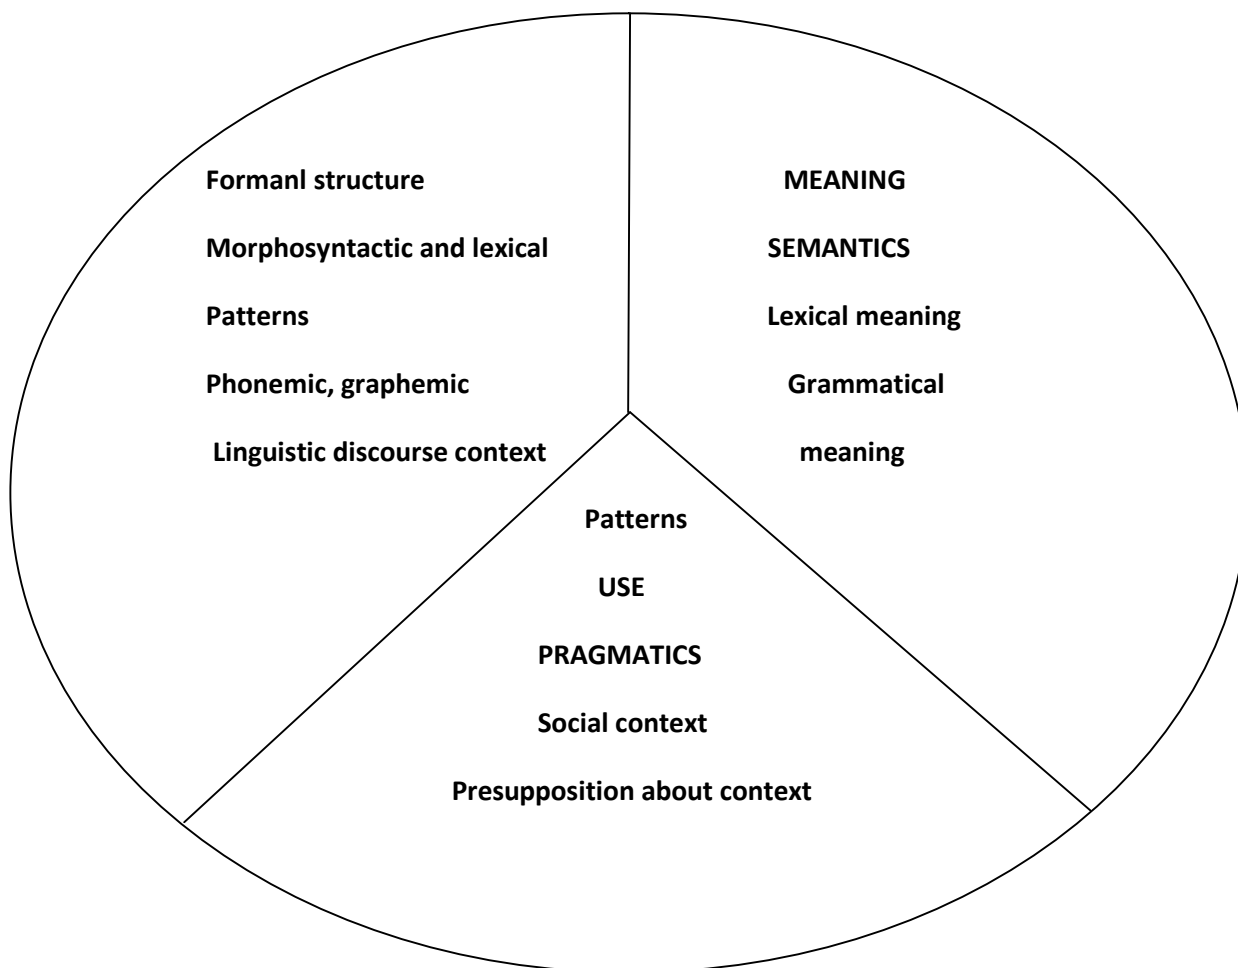 Formanl structure
Morphosyntactic and lexical
Patterns
Phonemic, graphemic
Linguistic discourse context
MEANING
SEMANTICS
Lexical meaning
Grammatical
meaning
Patterns
USE
PRAGMATICS
Social context
Presupposition about context